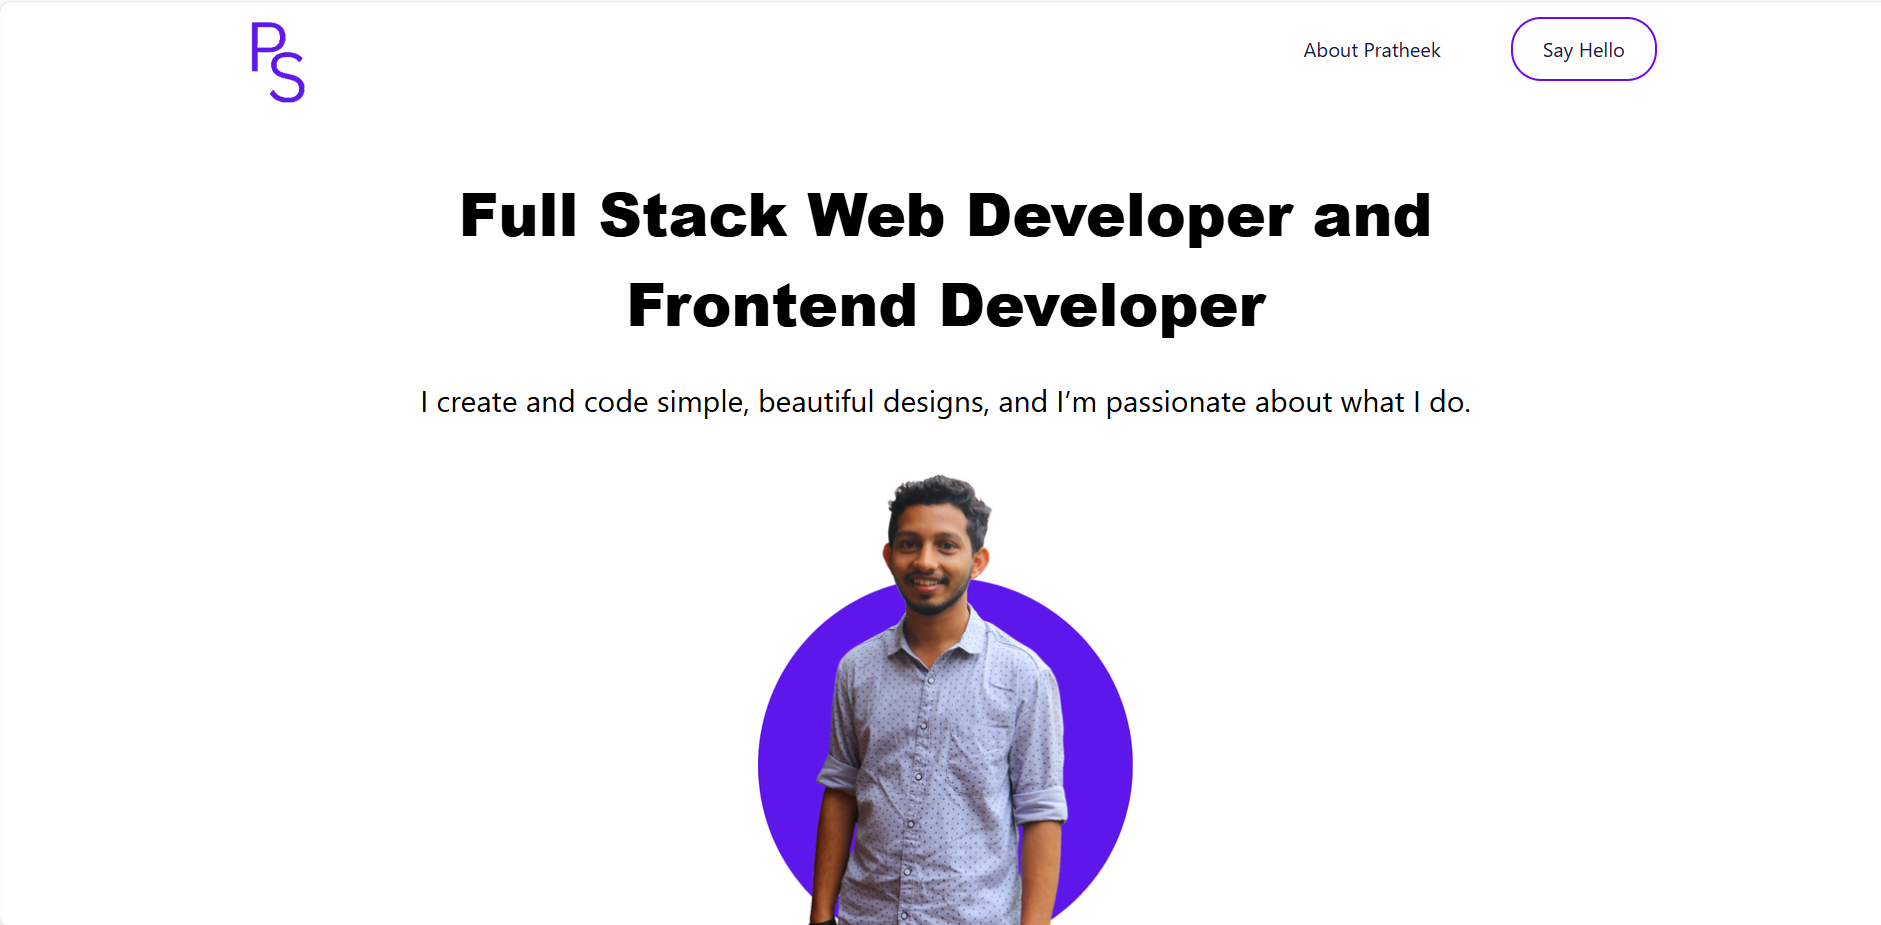 PS
About Pratheek
Say Hello
Full Stack Web Developer and
Frontend Developer
I create and code simple, beautiful designs, and I’m passionate about what I do.